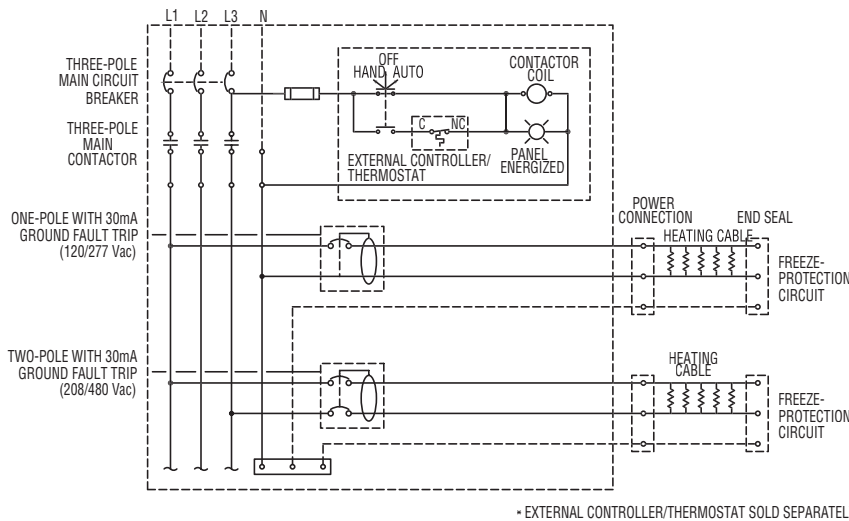 L1 L2 L3 N
THREE-POLE
MAIN CIRCUIT
BREAKER
THREE-POLE
MAIN
CONTACTOR
OFF
HAND AUTO
CONTACTOR
COIL
C NC
EXTERNAL CONTROLLER/
THERMOSTAT
PANEL
ENERGIZED
ONE-POLE WITH 30mA
GROUND FAULT TRIP
(120/277 Vac)
POWER
CONNECTION
END SEAL
HEATING CABLE
FREEZE-
PROTECTION
CIRCUIT
TWO-POLE WITH 30mA
GROUND FAULT TRIP
(208/480 Vac)
HEATING
CABLE
FREEZE-
PROTECTION
CIRCUIT
* EXTERNAL CONTROLLER/THERMOSTAT SOLD SEPARATEL